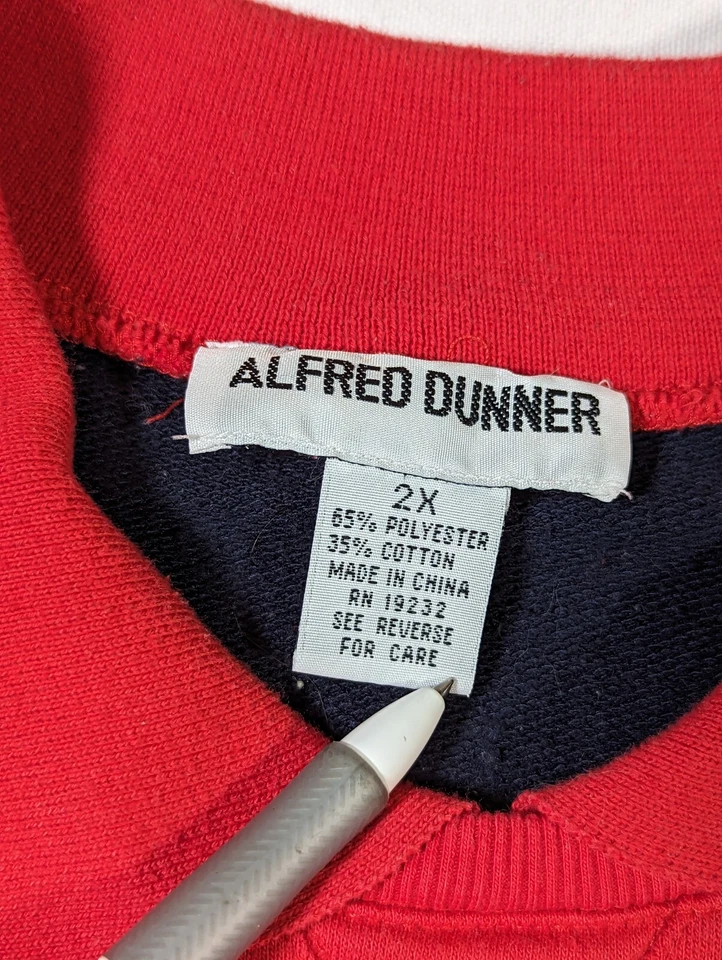 ALFRED DUNNER
2X
65% POLYESTER
35% COTTON
MADE IN CHINA
RN 19232
SEE REVERSE
FOR CARE